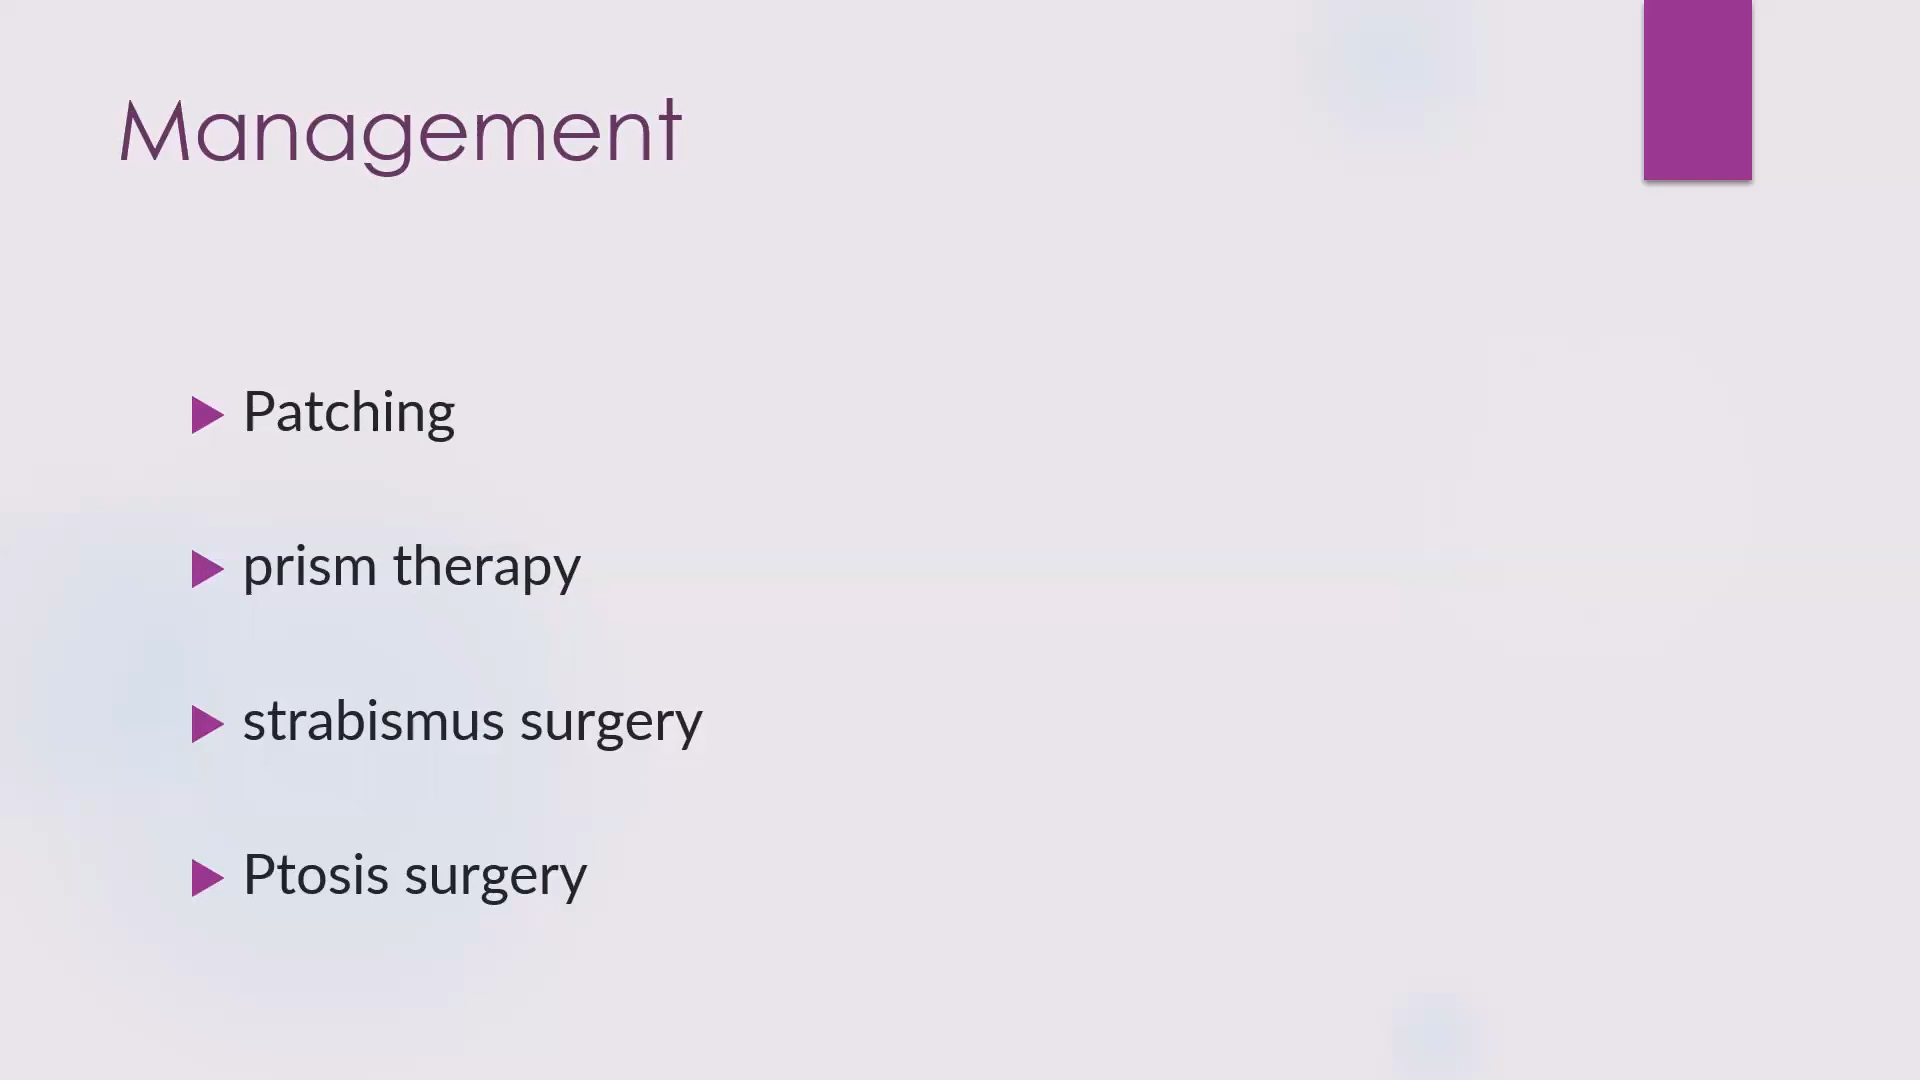 Management
Patching
prism therapy
strabismus surgery
Ptosis surgery